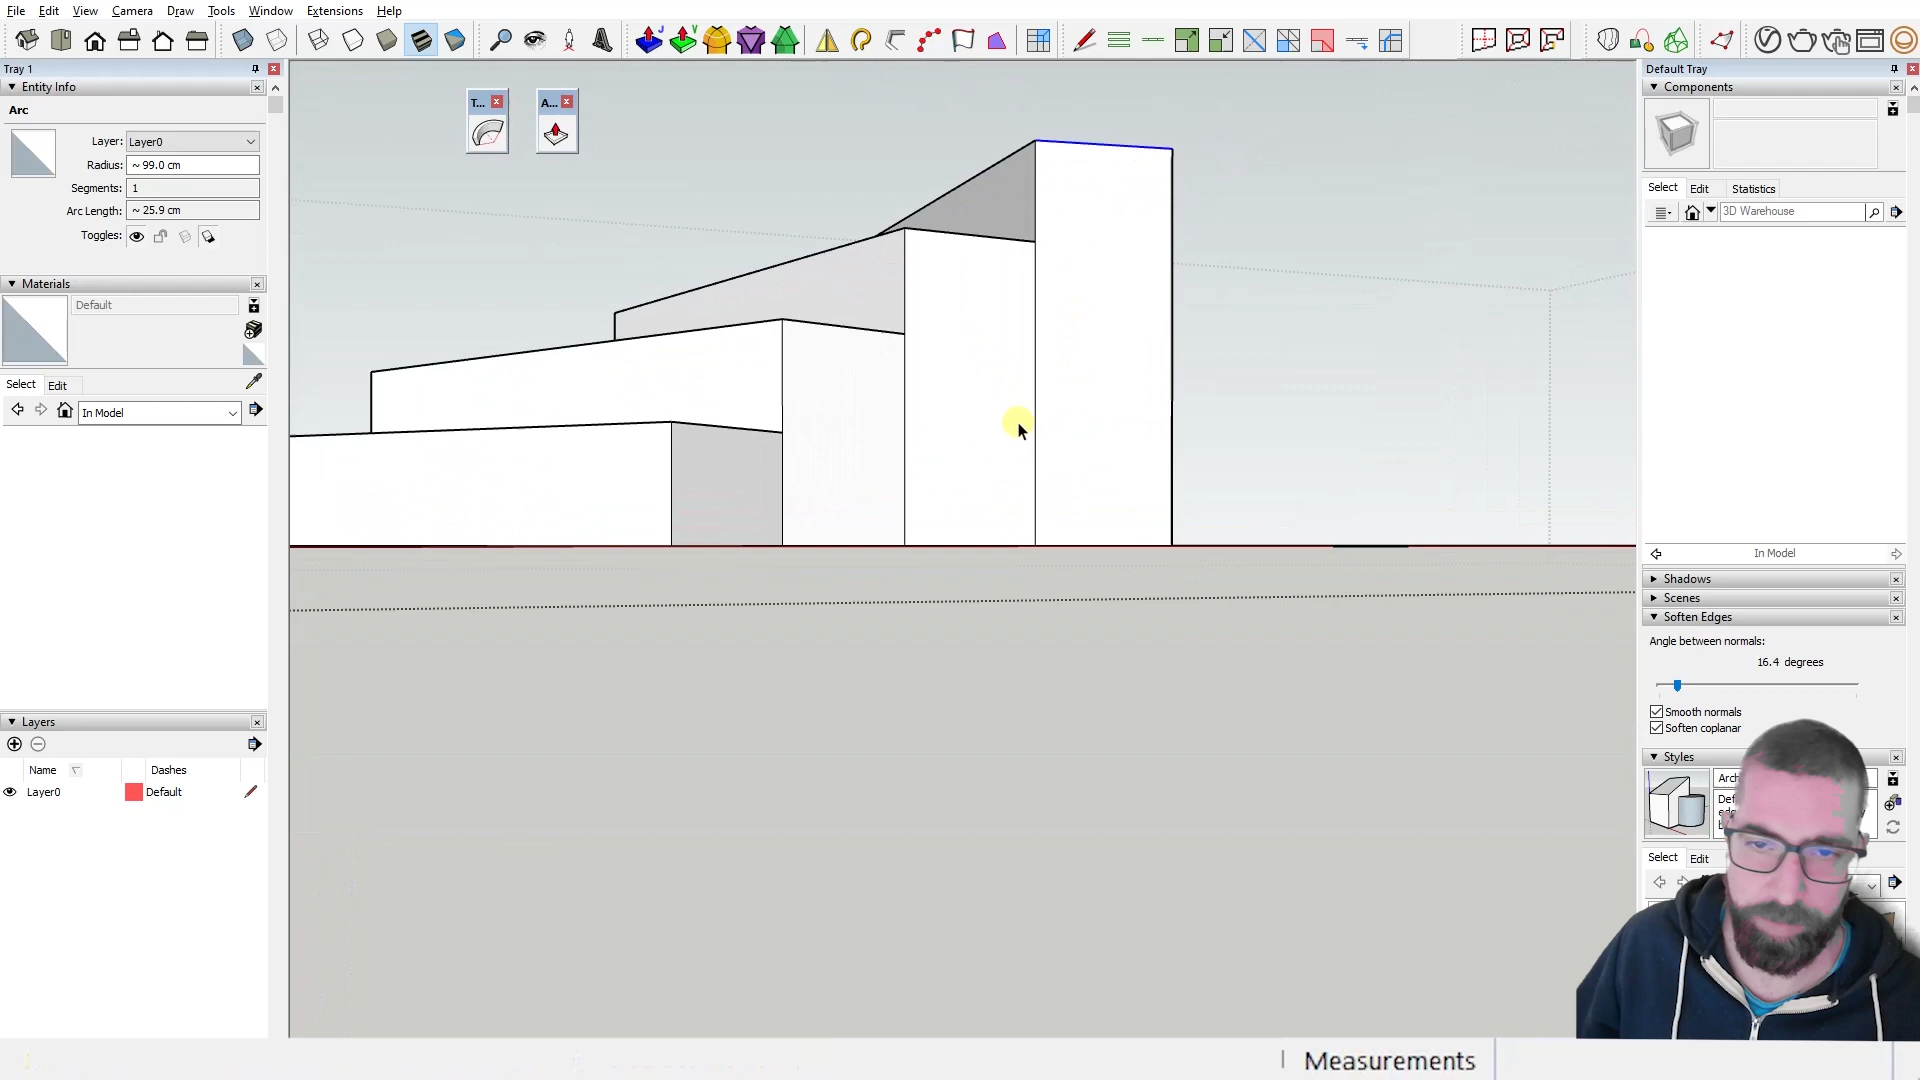 File Edit View Camera Draw Tools Window Extensions Help
Tray 1
Entity Info
Arc
Layer: Layer0
Radius: ~ 99.0 cm
Segments: 1
Arc Length: ~ 25.9 cm
Toggles:
Materials
Default
Select Edit
In Model
Layers
Name Dashes
Layer0 Default
T...
A...
Default Tray
Components
Select Edit Statistics
3D Warehouse
In Model
Shadows
Scenes
Soften Edges
Angle between normals:
16.4 degrees
Smooth normals
Soften coplanar
Styles
Select Edit
Measurements